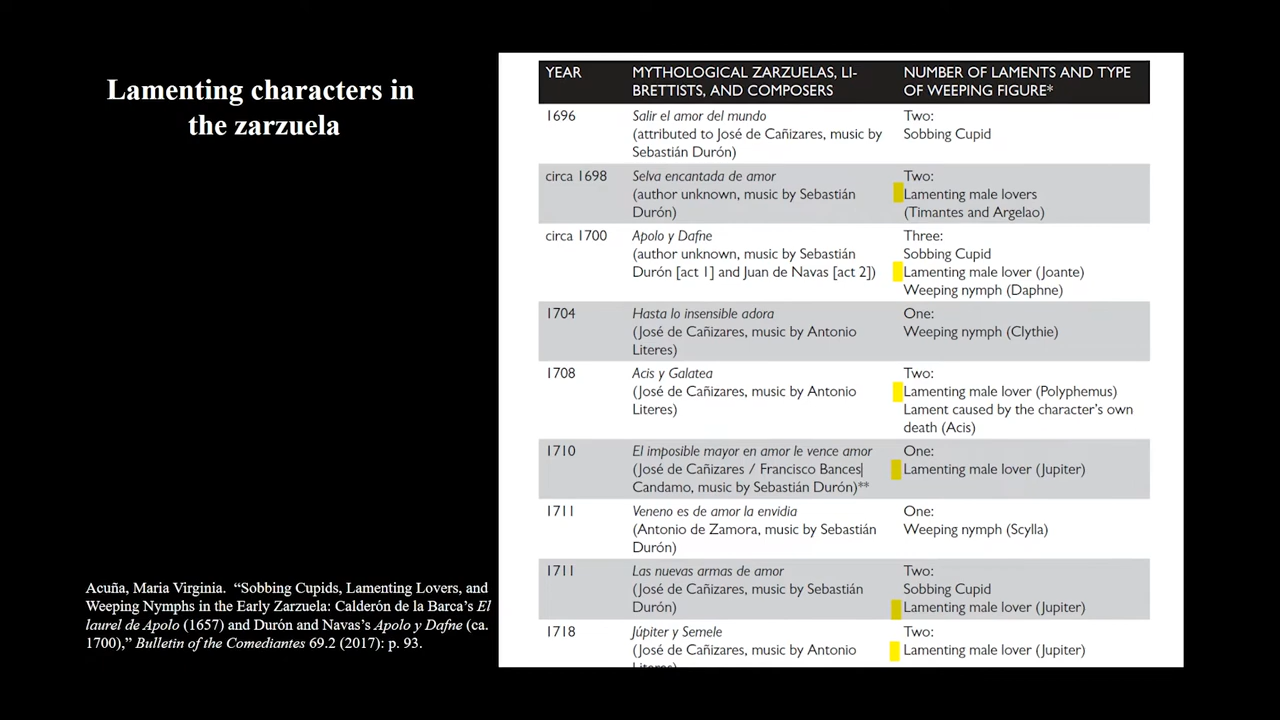 Lamenting characters in
the zarzuela
Acuña, Maria Virginia. “Sobbing Cupids, Lamenting Lovers, and
Weeping Nymphs in the Early Zarzuela: Calderón de la Barca’s El
laurel de Apolo (1657) and Durón and Navas’s Apolo y Dafne (ca.
1700),” Bulletin of the Comediantes 69.2 (2017): p. 93.
YEAR
MYTHOLOGICAL ZARZUELAS, LI-
BRETTISTS, AND COMPOSERS
NUMBER OF LAMENTS AND TYPE
OF WEEPING FIGURE*
1696
Salir el amor del mundo
(attributed to José de Cañizares, music by
Sebastián Durón)
Two:
Sobbing Cupid
circa 1698
Selva encantada de amor
(author unknown, music by Sebastián
Durón)
Two:
Lamenting male lovers
(Timantes and Argelao)
circa 1700
Apolo y Dafne
(author unknown, music by Sebastián
Durón [act 1] and Juan de Navas [act 2])
Three:
Sobbing Cupid
Lamenting male lover (Joante)
Weeping nymph (Daphne)
1704
Hasta lo insensible adora
(José de Cañizares, music by Antonio
Literes)
One:
Weeping nymph (Clythie)
1708
Acis y Galatea
(José de Cañizares, music by Antonio
Literes)
Two:
Lamenting male lover (Polyphemus)
Lament caused by the character’s own
death (Acis)
1710
El imposible mayor en amor le vence amor
(José de Cañizares / Francisco Bances
Candamo, music by Sebastián Durón)**
One:
Lamenting male lover (Jupiter)
1711
Veneno es de amor la envidia
(Antonio de Zamora, music by Sebastián
Durón)
One:
Weeping nymph (Scylla)
1711
Las nuevas armas de amor
(José de Cañizares, music by Sebastián
Durón)
Two:
Sobbing Cupid
Lamenting male lover (Jupiter)
1718
Júpiter y Semele
(José de Cañizares, music by Antonio
Literes)
Two:
Lamenting male lover (Jupiter)